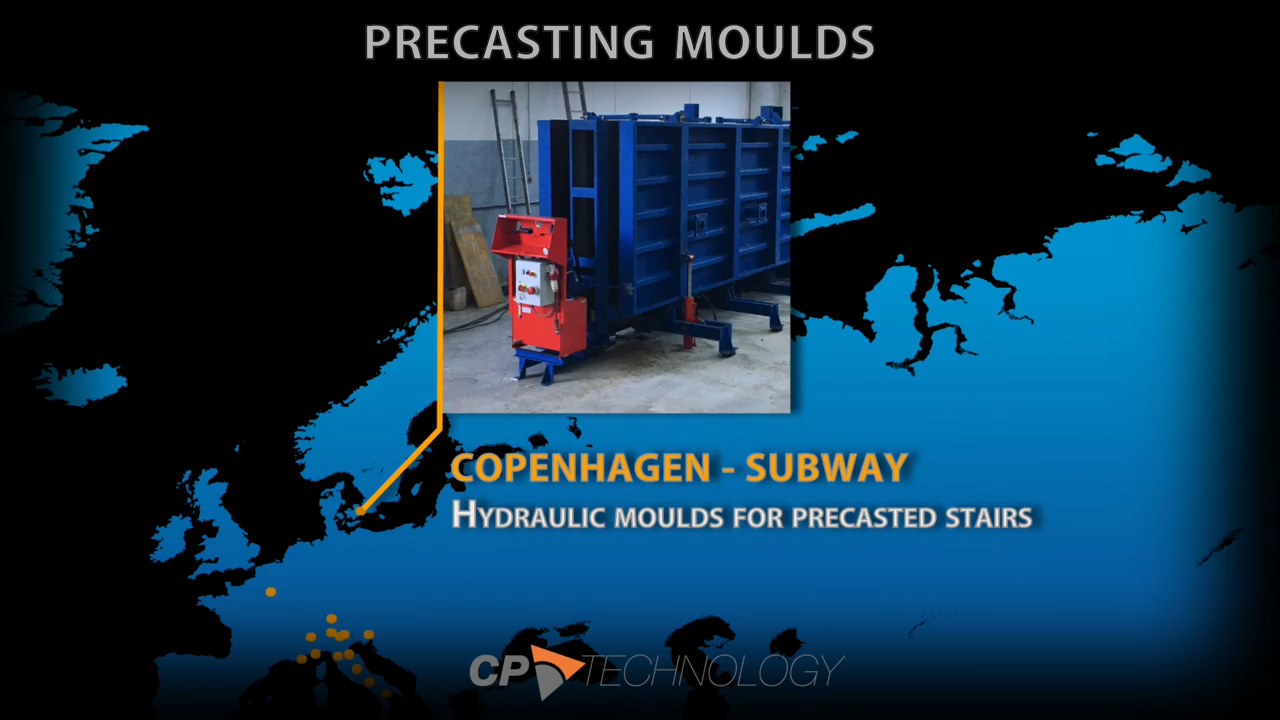 PRECASTING MOULDS
COPENHAGEN - SUBWAY
HYDRAULIC MOULDS FOR PRECASTED STAIRS
CP TECHNOLOGY